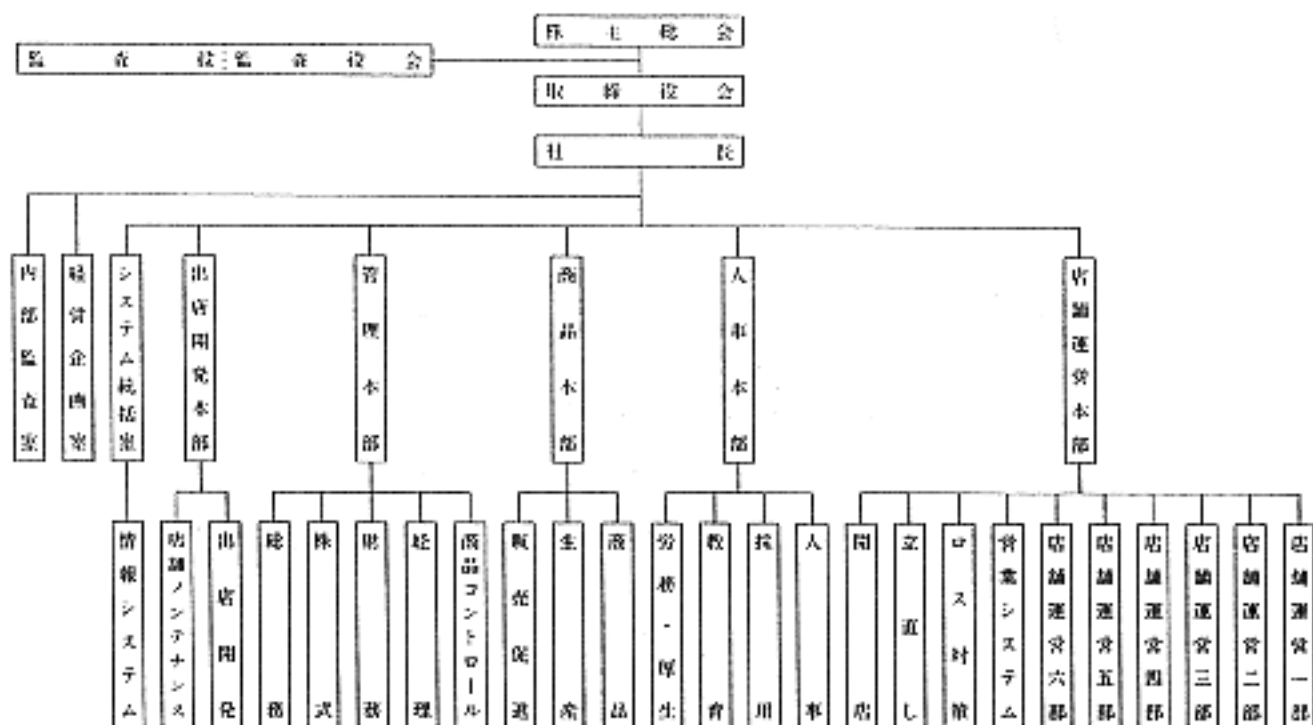 株主総会
監査役
監査役会
取締役会
社長
内部監査室
経営企画室
システム統括室
出店開発本部
管理本部
商品本部
人事本部
店舗運営本部
情報システム
店舗メンテナンス
出店開発
総務
株式
財務
経理
商品コントロール
販売促進
生産
商品
労務・厚生
教育
採用
人事
開店
立直し
ロス対策
営業システム
店舗運営六部
店舗運営五部
店舗運営四部
店舗運営三部
店舗運営二部
店舗運営一部